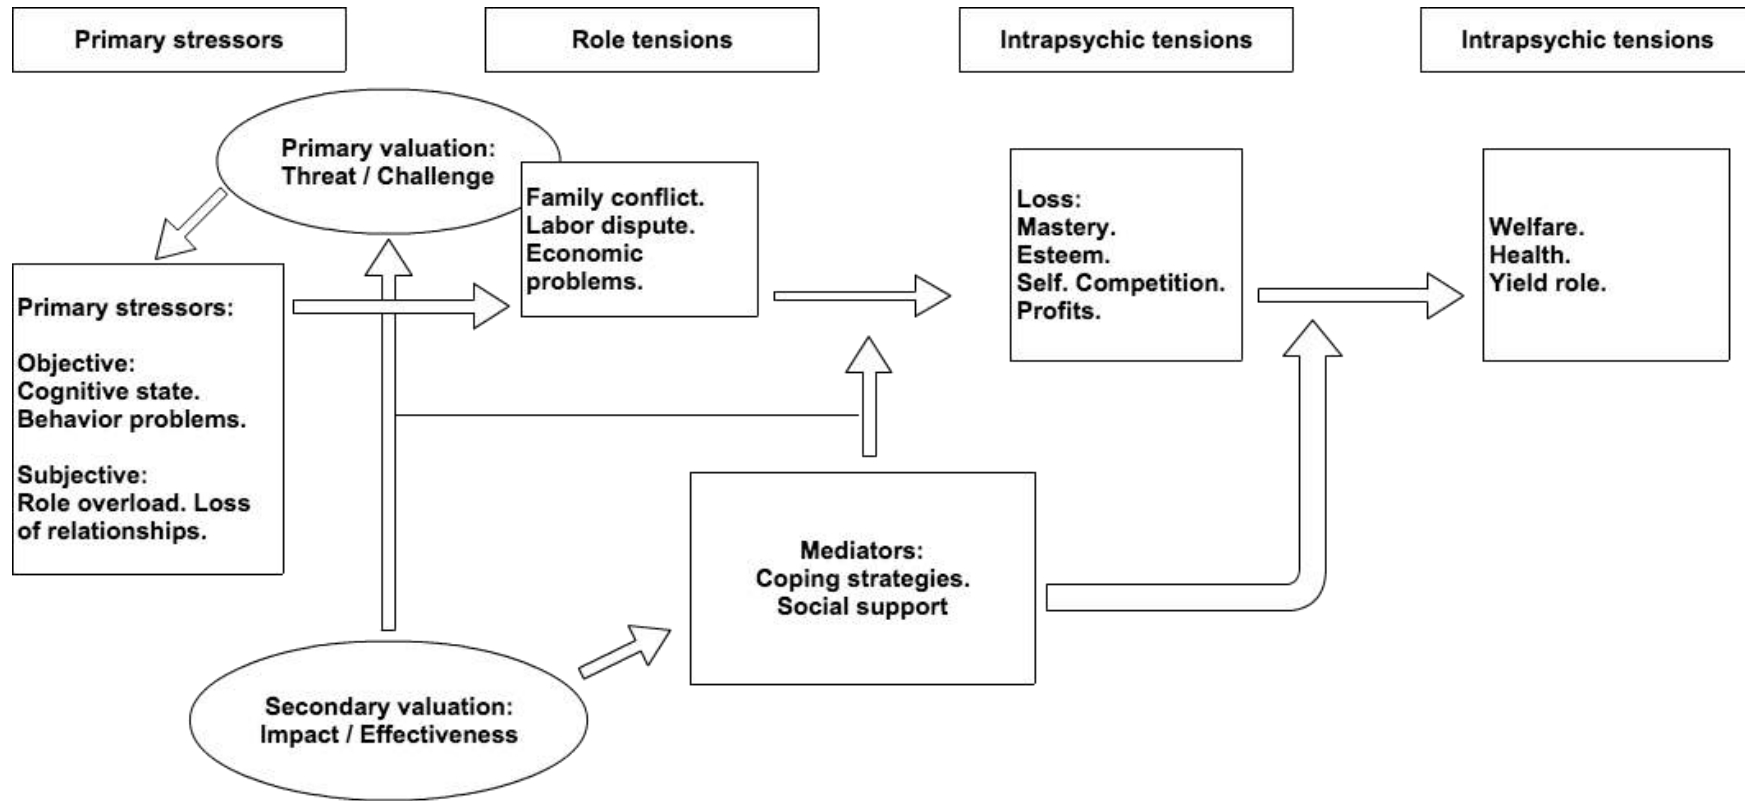 Primary stressors
Role tensions
Intrapsychic tensions
Intrapsychic tensions
Primary valuation:
Threat / Challenge
Family conflict.
Labor dispute.
Economic
problems.
Loss:
Mastery.
Esteem.
Self. Competition.
Profits.
Welfare.
Health.
Yield role.
Primary stressors:
Objective:
Cognitive state.
Behavior problems.
Subjective:
Role overload. Loss
of relationships.
Mediators:
Coping strategies.
Social support
Secondary valuation:
Impact / Effectiveness